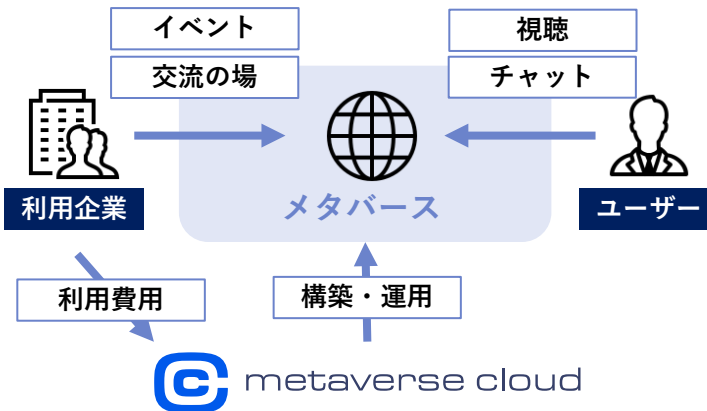 イベント
視聴
交流の場
チャット
利用企業
メタバース
ユーザー
利用費用
構築・運用
metaverse cloud